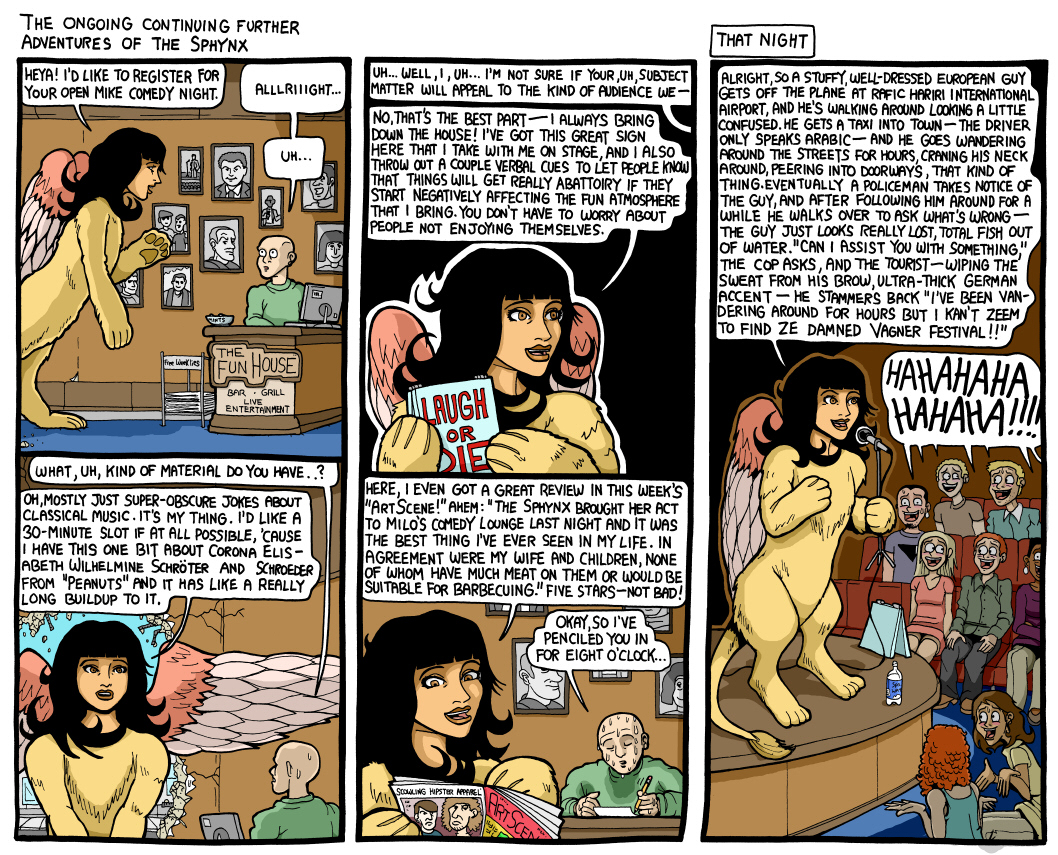 THE ONGOING CONTINUING FURTHER
ADVENTURES OF THE SPHYNX
HEYA! I'D LIKE TO REGISTER FOR
YOUR OPEN MIKE COMEDY NIGHT.
ALLLRIIIGHT...
UH...
MINTS
FREE WEEKLIES
THE
FUN HOUSE
BAR • GRILL
LIVE
ENTERTAINMENT
WHAT, UH, KIND OF MATERIAL DO YOU HAVE..?
OH, MOSTLY JUST SUPER-OBSCURE JOKES ABOUT
CLASSICAL MUSIC. IT'S MY THING. I'D LIKE A
30-MINUTE SLOT IF AT ALL POSSIBLE, 'CAUSE
I HAVE THIS ONE BIT ABOUT CORONA ELIS-
ABETH WILHELMINE SCHRÖTER AND SCHROEDER
FROM "PEANUTS" AND IT HAS LIKE A REALLY
LONG BUILDUP TO IT.
UH... WELL, I, UH... I'M NOT SURE IF YOUR, UH, SUBJECT
MATTER WILL APPEAL TO THE KIND OF AUDIENCE WE—
NO, THAT'S THE BEST PART—I ALWAYS BRING
DOWN THE HOUSE! I'VE GOT THIS GREAT SIGN
HERE THAT I TAKE WITH ME ON STAGE, AND I ALSO
THROW OUT A COUPLE VERBAL CUES TO LET PEOPLE KNOW
THAT THINGS WILL GET REALLY ABATTOIRY IF THEY
START NEGATIVELY AFFECTING THE FUN ATMOSPHERE
THAT I BRING. YOU DON'T HAVE TO WORRY ABOUT
PEOPLE NOT ENJOYING THEMSELVES.
LAUGH
OR
DIE
HERE, I EVEN GOT A GREAT REVIEW IN THIS WEEK'S
"ARTSCENE!" AHEM: "THE SPHYNX BROUGHT HER ACT
TO MILO'S COMEDY LOUNGE LAST NIGHT AND IT WAS
THE BEST THING I'VE EVER SEEN IN MY LIFE. IN
AGREEMENT WERE MY WIFE AND CHILDREN, NONE
OF WHOM HAVE MUCH MEAT ON THEM OR WOULD BE
SUITABLE FOR BARBECUING." FIVE STARS—NOT BAD!
OKAY, SO I'VE
PENCILED YOU IN
FOR EIGHT O'CLOCK...
SCOWLING HIPSTER APPAREL
ARTSCEN
THAT NIGHT
ALRIGHT, SO A STUFFY, WELL-DRESSED EUROPEAN GUY
GETS OFF THE PLANE AT RAFIC HARIRI INTERNATIONAL
AIRPORT, AND HE'S WALKING AROUND LOOKING A LITTLE
CONFUSED. HE GETS A TAXI INTO TOWN—THE DRIVER
ONLY SPEAKS ARABIC—AND HE GOES WANDERING
AROUND THE STREETS FOR HOURS, CRANING HIS NECK
AROUND, PEERING INTO DOORWAYS, THAT KIND OF
THING. EVENTUALLY A POLICEMAN TAKES NOTICE OF
THE GUY, AND AFTER FOLLOWING HIM AROUND FOR A
WHILE HE WALKS OVER TO ASK WHAT'S WRONG—
THE GUY JUST LOOKS REALLY LOST, TOTAL FISH OUT
OF WATER. "CAN I ASSIST YOU WITH SOMETHING,"
THE COP ASKS, AND THE TOURIST—WIPING THE
SWEAT FROM HIS BROW, ULTRA-THICK GERMAN
ACCENT—HE STAMMERS BACK "I'VE BEEN VAN-
DERING AROUND FOR HOURS BUT I KAN'T ZEEM
TO FIND ZE DAMNED VAGNER FESTIVAL!!"
HAHAHAHA
HAHAHA!!!!